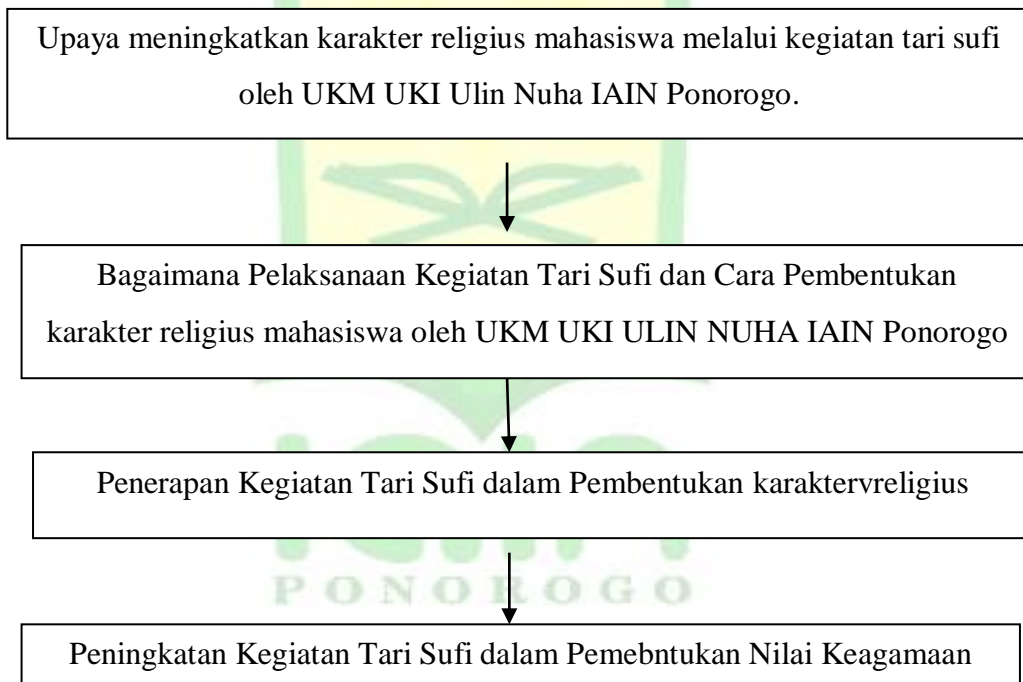 Upaya meningkatkan karakter religius mahasiswa melalui kegiatan tari sufi
oleh UKM UKI Ulin Nuha IAIN Ponorogo.
Bagaimana Pelaksanaan Kegiatan Tari Sufi dan Cara Pembentukan
karakter religius mahasiswa oleh UKM UKI ULIN NUHA IAIN Ponorogo
Penerapan Kegiatan Tari Sufi dalam Pembentukan karaktervreligius
PONOROGO
Peningkatan Kegiatan Tari Sufi dalam Pemebntukan Nilai Keagamaan